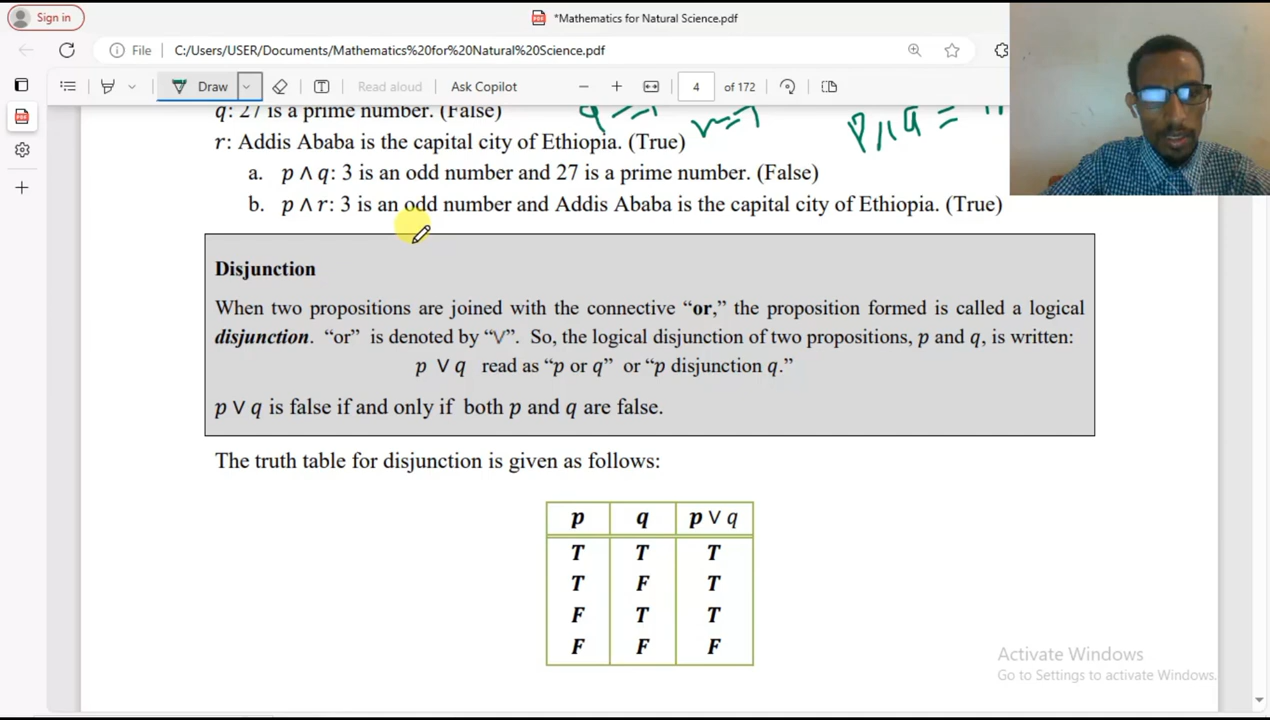 Sign in
*Mathematics for Natural Science.pdf
File C:/Users/USER/Documents/Mathematics%20for%20Natural%20Science.pdf
Draw Read aloud Ask Copilot 4 of 172
q: 27 is a prime number. (False)
r: Addis Ababa is the capital city of Ethiopia. (True)
a. p ∧ q: 3 is an odd number and 27 is a prime number. (False)
b. p ∧ r: 3 is an odd number and Addis Ababa is the capital city of Ethiopia. (True)
Disjunction
When two propositions are joined with the connective “or,” the proposition formed is called a logical
disjunction. “or” is denoted by “∨”. So, the logical disjunction of two propositions, p and q, is written:
p ∨ q read as “p or q” or “p disjunction q.”
p ∨ q is false if and only if both p and q are false.
The truth table for disjunction is given as follows:
p q p ∨ q
T T T
T F T
F T T
F F F
Activate Windows
Go to Settings to activate Windows.